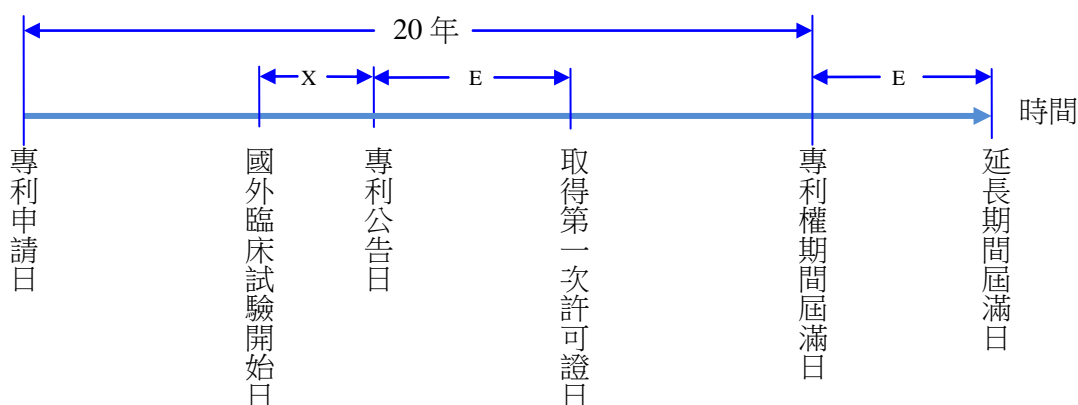 20 年
X
E
E
時間
專利申請日
國外臨床試驗開始日
專利公告日
取得第一次許可證日
專利權期間屆滿日
延長期間屆滿日